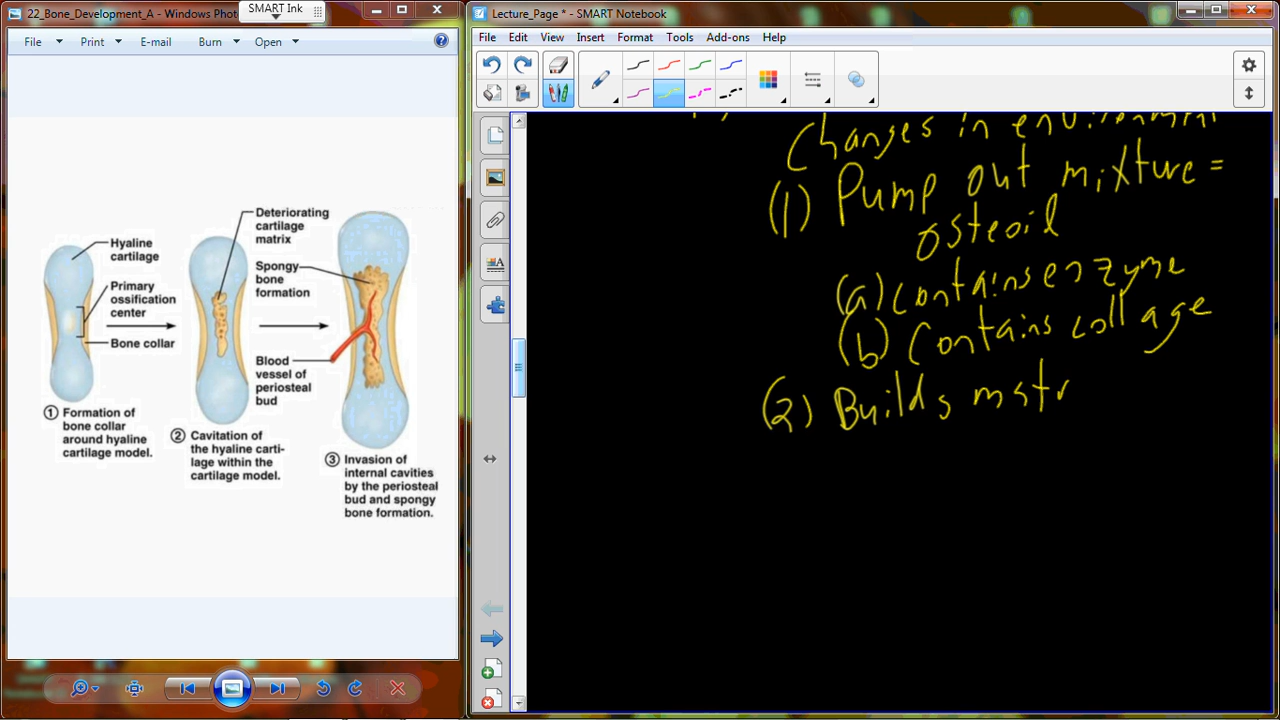 22_Bone_Development_A - Windows Phot
SMART Ink
File Print E-mail Burn Open
Hyaline
cartilage
Primary
ossification
center
Bone collar
Deteriorating
cartilage
matrix
Spongy
bone
formation
Blood
vessel of
periosteal
bud
1 Formation of
bone collar
around hyaline
cartilage model.
2 Cavitation of
the hyaline carti-
lage within the
cartilage model.
3 Invasion of
internal cavities
by the periosteal
bud and spongy
bone formation.
Lecture_Page * - SMART Notebook
File Edit View Insert Format Tools Add-ons Help
Changes in environment
(1) Pump out mixture =
osteoid
(a) contains enzyme
(b) Contains collage
(2) Builds matr